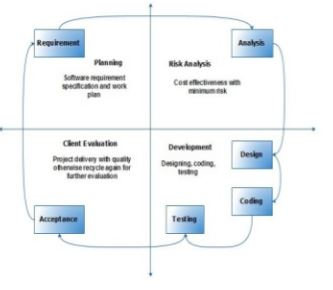 Requirement
Analysis
Planning
Software requirement
specification and work
plan
Risk Analysis
Cost effectiveness with
minimum risk
Client Evaluation
Project delivery with quality
otherwise recycle again for
further evaluation
Development
Designing, coding,
testing
Design
Coding
Acceptance
Testing